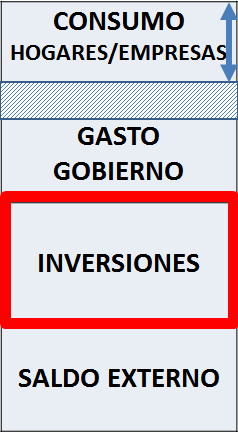 CONSUMO
HOGARES/EMPRESAS
GASTO
GOBIERNO
INVERSIONES
SALDO EXTERNO